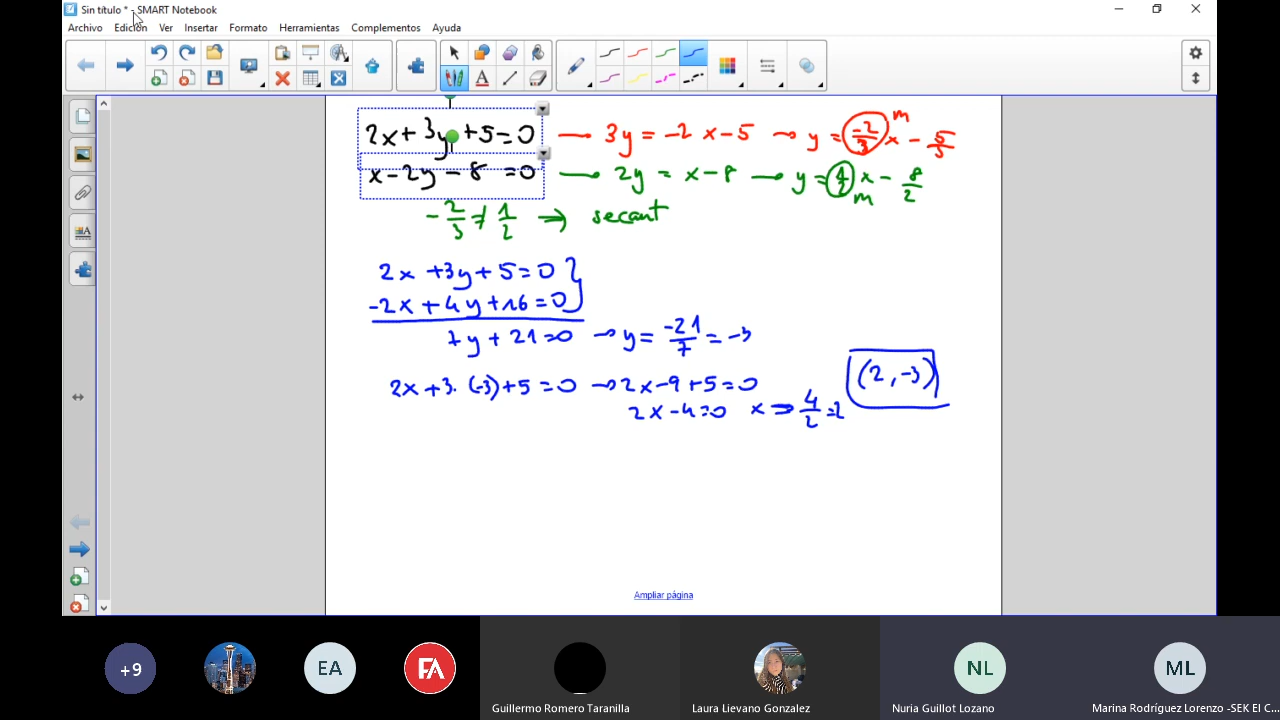 Sin título * - SMART Notebook
Archivo Edición Ver Insertar Formato Herramientas Complementos Ayuda
2x+3y+5=0 → 3y = -2x-5 → y = -2/3 x - 5/3
m
x-2y-8=0 → 2y = x-8 → y = 1/2 x - 8/2
m
-2/3 ≠ 1/2 ⇒ secant
2x+3y+5=0 }
-2x+4y+16=0
7y+21=0 → y = -21/7 = -3
2x+3·(-3)+5=0 → 2x-9+5=0
(2,-3)
2x-4=0 x = 4/2 = 2
Ampliar página
+9 EA FA NL ML
Guillermo Romero Taranilla Laura Lievano Gonzalez Nuria Guillot Lozano Marina Rodríguez Lorenzo -SEK El C...